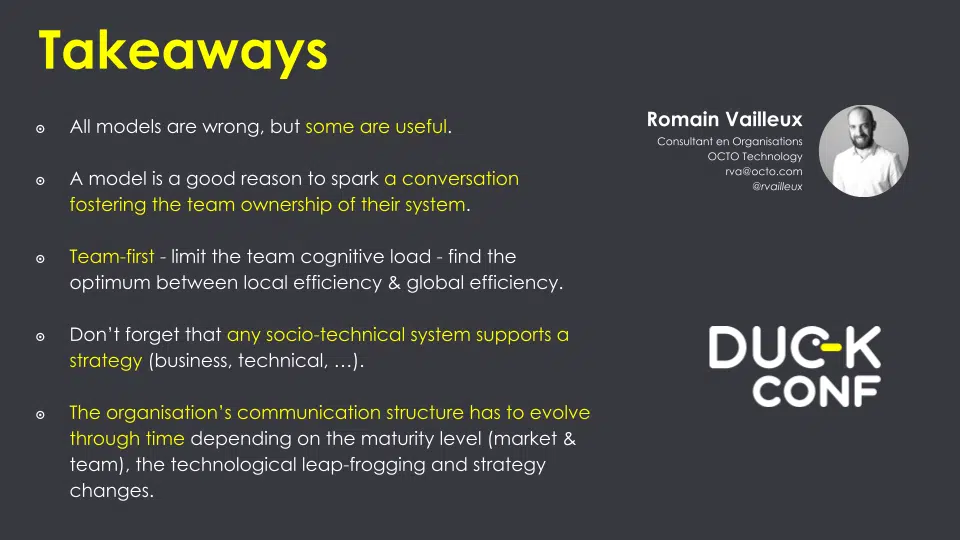 Takeaways
All models are wrong, but some are useful.
A model is a good reason to spark a conversation
fostering the team ownership of their system.
Team-first - limit the team cognitive load - find the
optimum between local efficiency & global efficiency.
Don't forget that any socio-technical system supports a
strategy (business, technical, …).
The organisation's communication structure has to evolve
through time depending on the maturity level (market &
team), the technological leap-frogging and strategy
changes.
Romain Vailleux
Consultant en Organisations
OCTO Technology
rva@octo.com
@rvailleux
DUCK
CONF